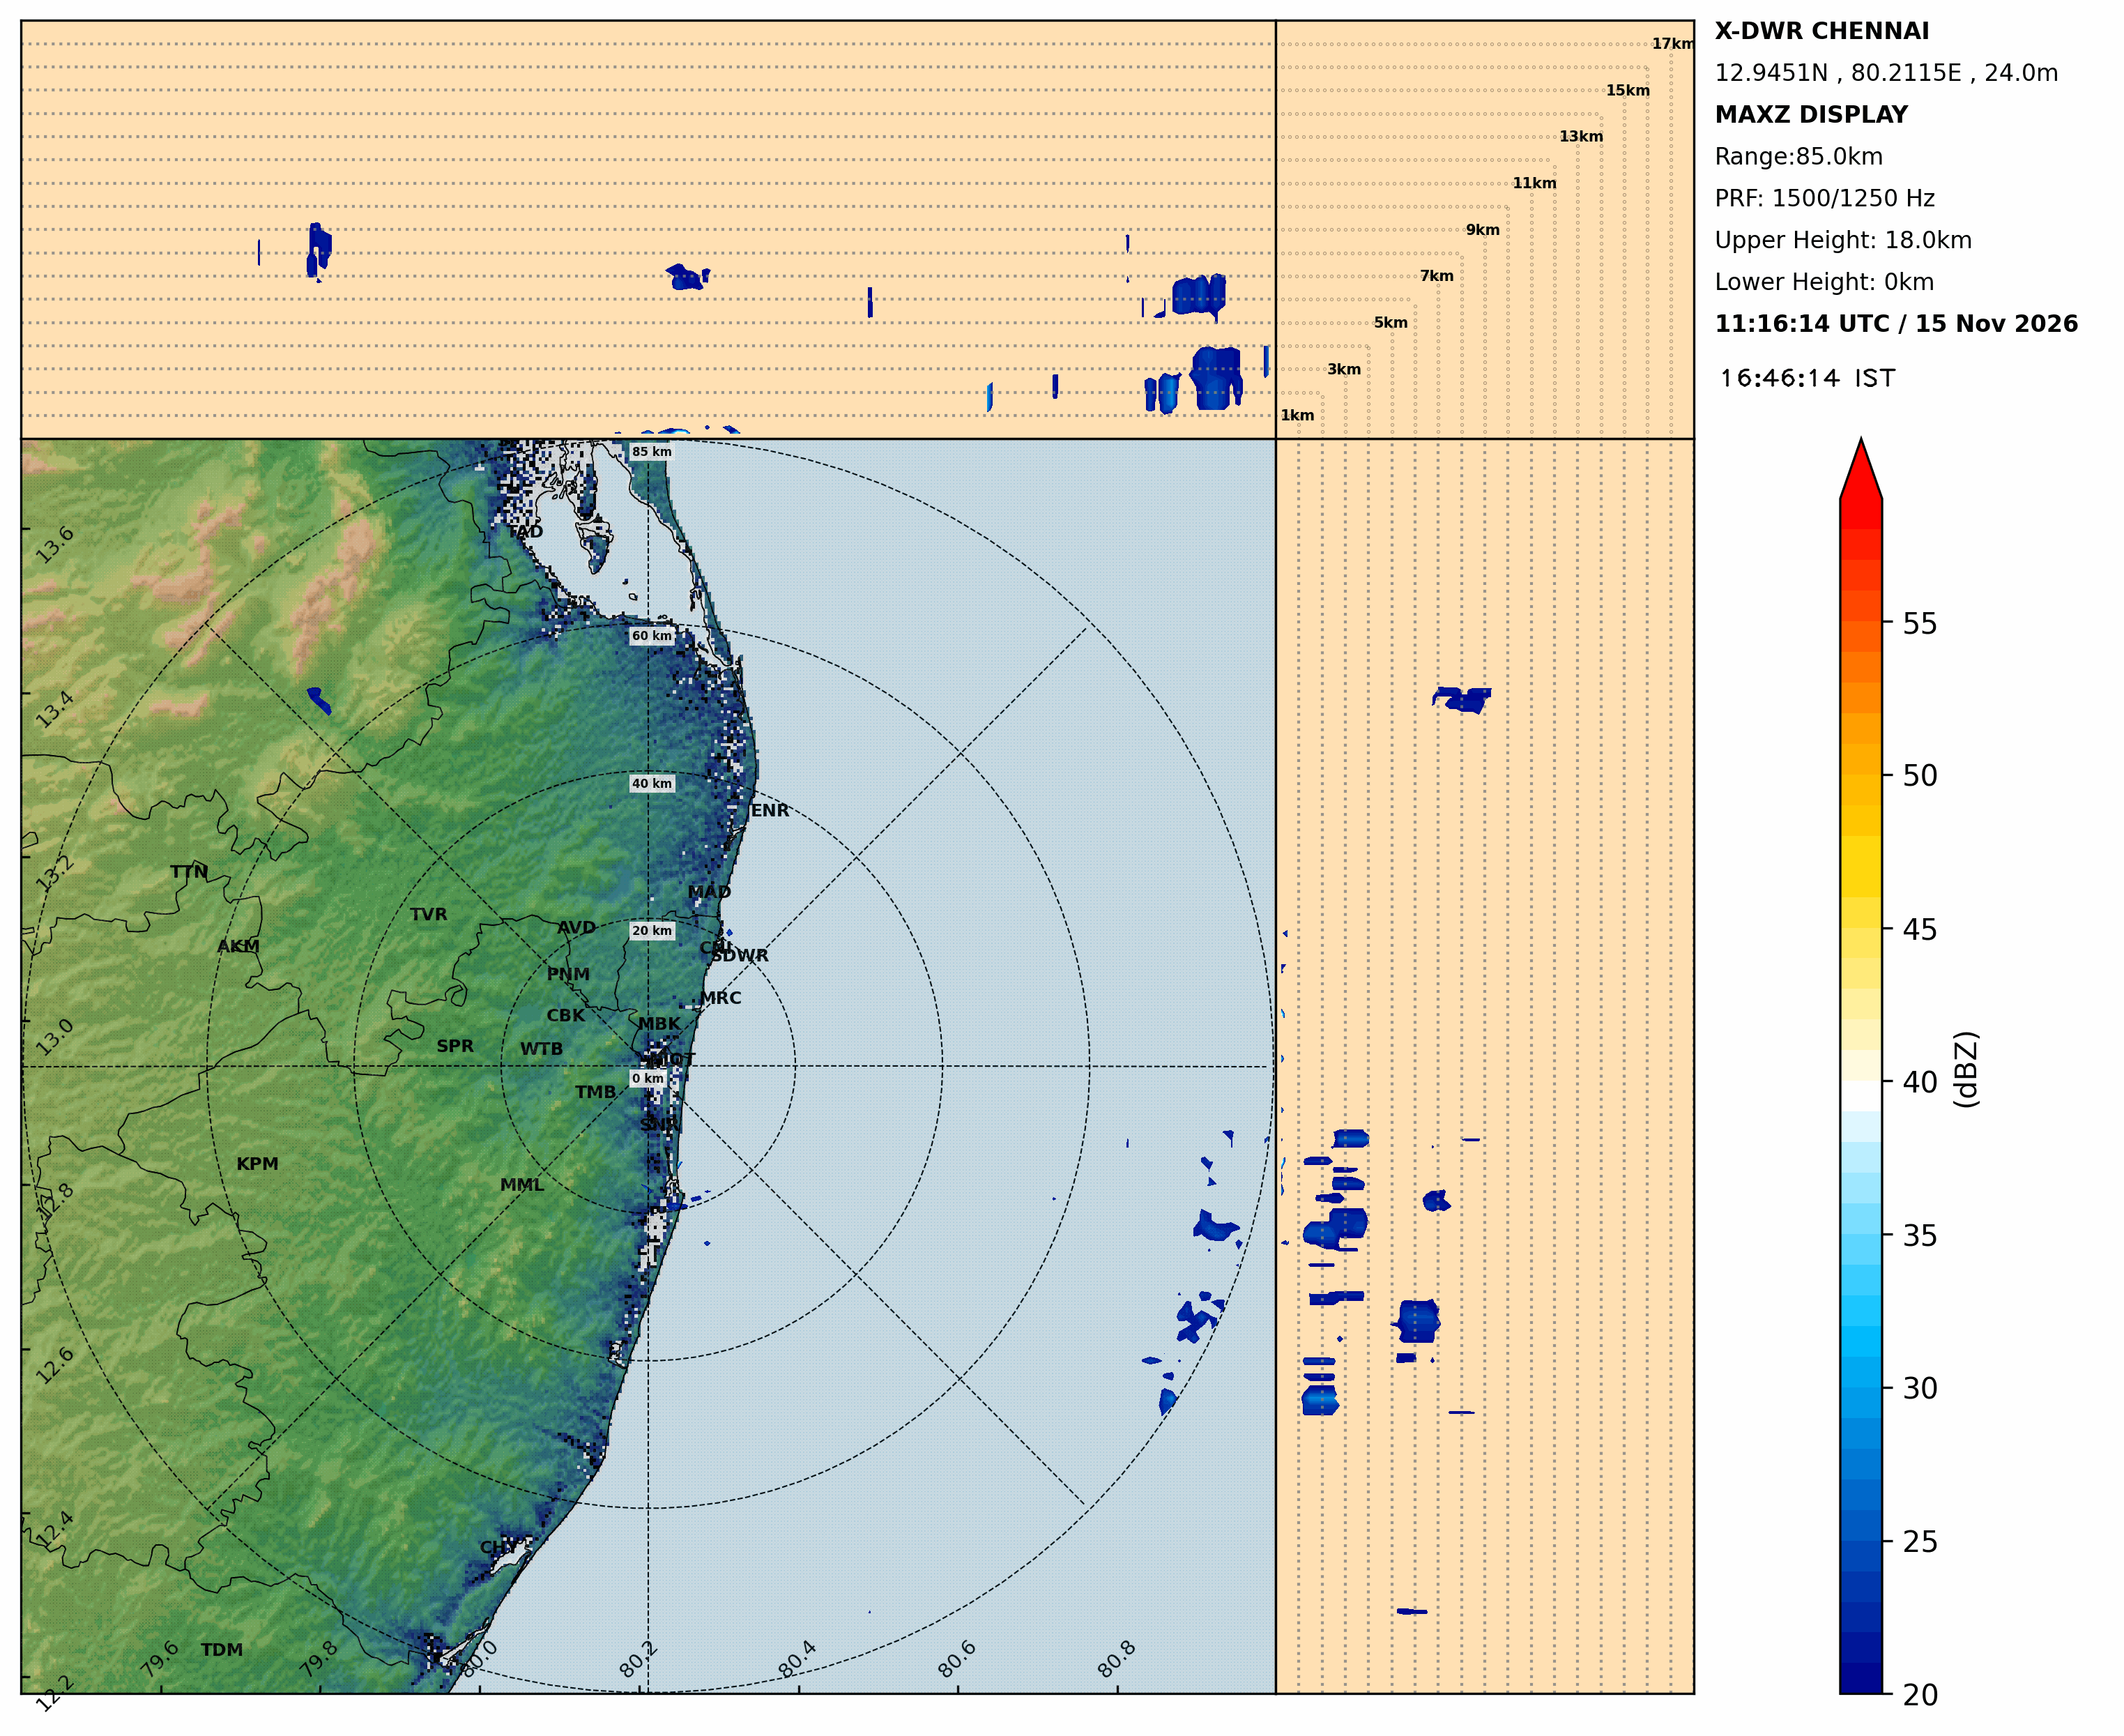 X-DWR CHENNAI
12.9451N , 80.2115E , 24.0m
MAXZ DISPLAY
Range:85.0km
PRF: 1500/1250 Hz
Upper Height: 18.0km
Lower Height: 0km
11:16:14 UTC / 15 Nov 2026
16:46:14 IST
17km
15km
13km
11km
9km
7km
5km
3km
1km
85 km
TAD
13.6
60 km
13.4
40 km
ENR
13.2
TTN
MAD
TVR
AVD
20 km
AKM
SDWR
PNM
MRC
CBK
MBK
13.0
SPR
WTB
0 km
TMB
SNR
KPM
MML
12.8
12.6
12.4
CHY
TDM
12.2
79.6
79.8
80.0
80.2
80.4
80.6
80.8
55
50
45
40
35
30
25
20
(dBZ)